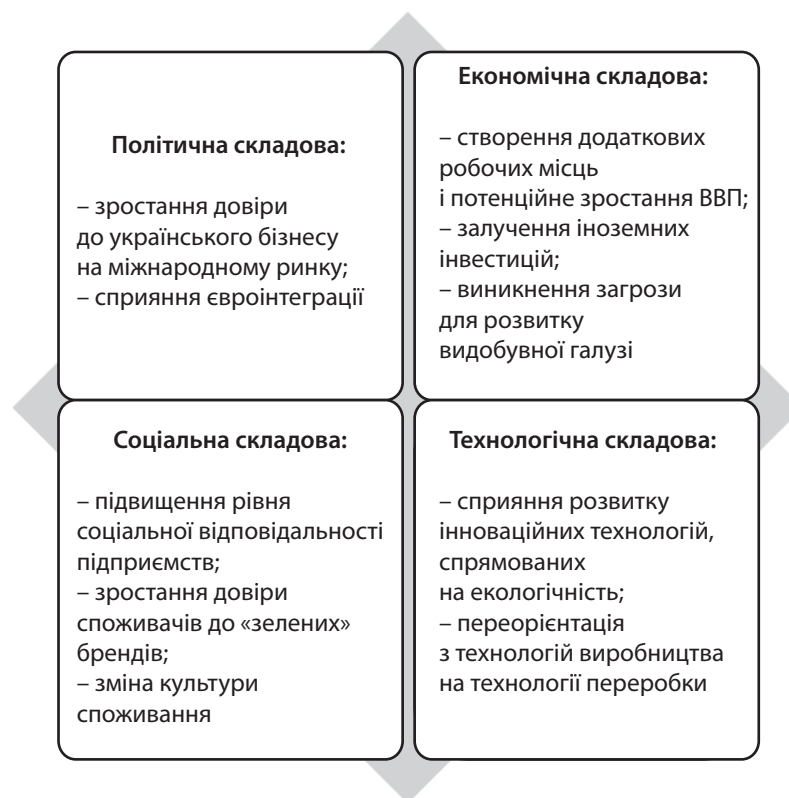 Політична складова:
– зростання довіри
до українського бізнесу
на міжнародному ринку;
– сприяння євроінтеграції
Економічна складова:
– створення додаткових
робочих місць
і потенційне зростання ВВП;
– залучення іноземних
інвестицій;
– виникнення загрози
для розвитку
видобувної галузі
Соціальна складова:
– підвищення рівня
соціальної відповідальності
підприємств;
– зростання довіри
споживачів до «зелених»
брендів;
– зміна культури
споживання
Технологічна складова:
– сприяння розвитку
інноваційних технологій,
спрямованих
на екологічність;
– переорієнтація
з технологій виробництва
на технології переробки